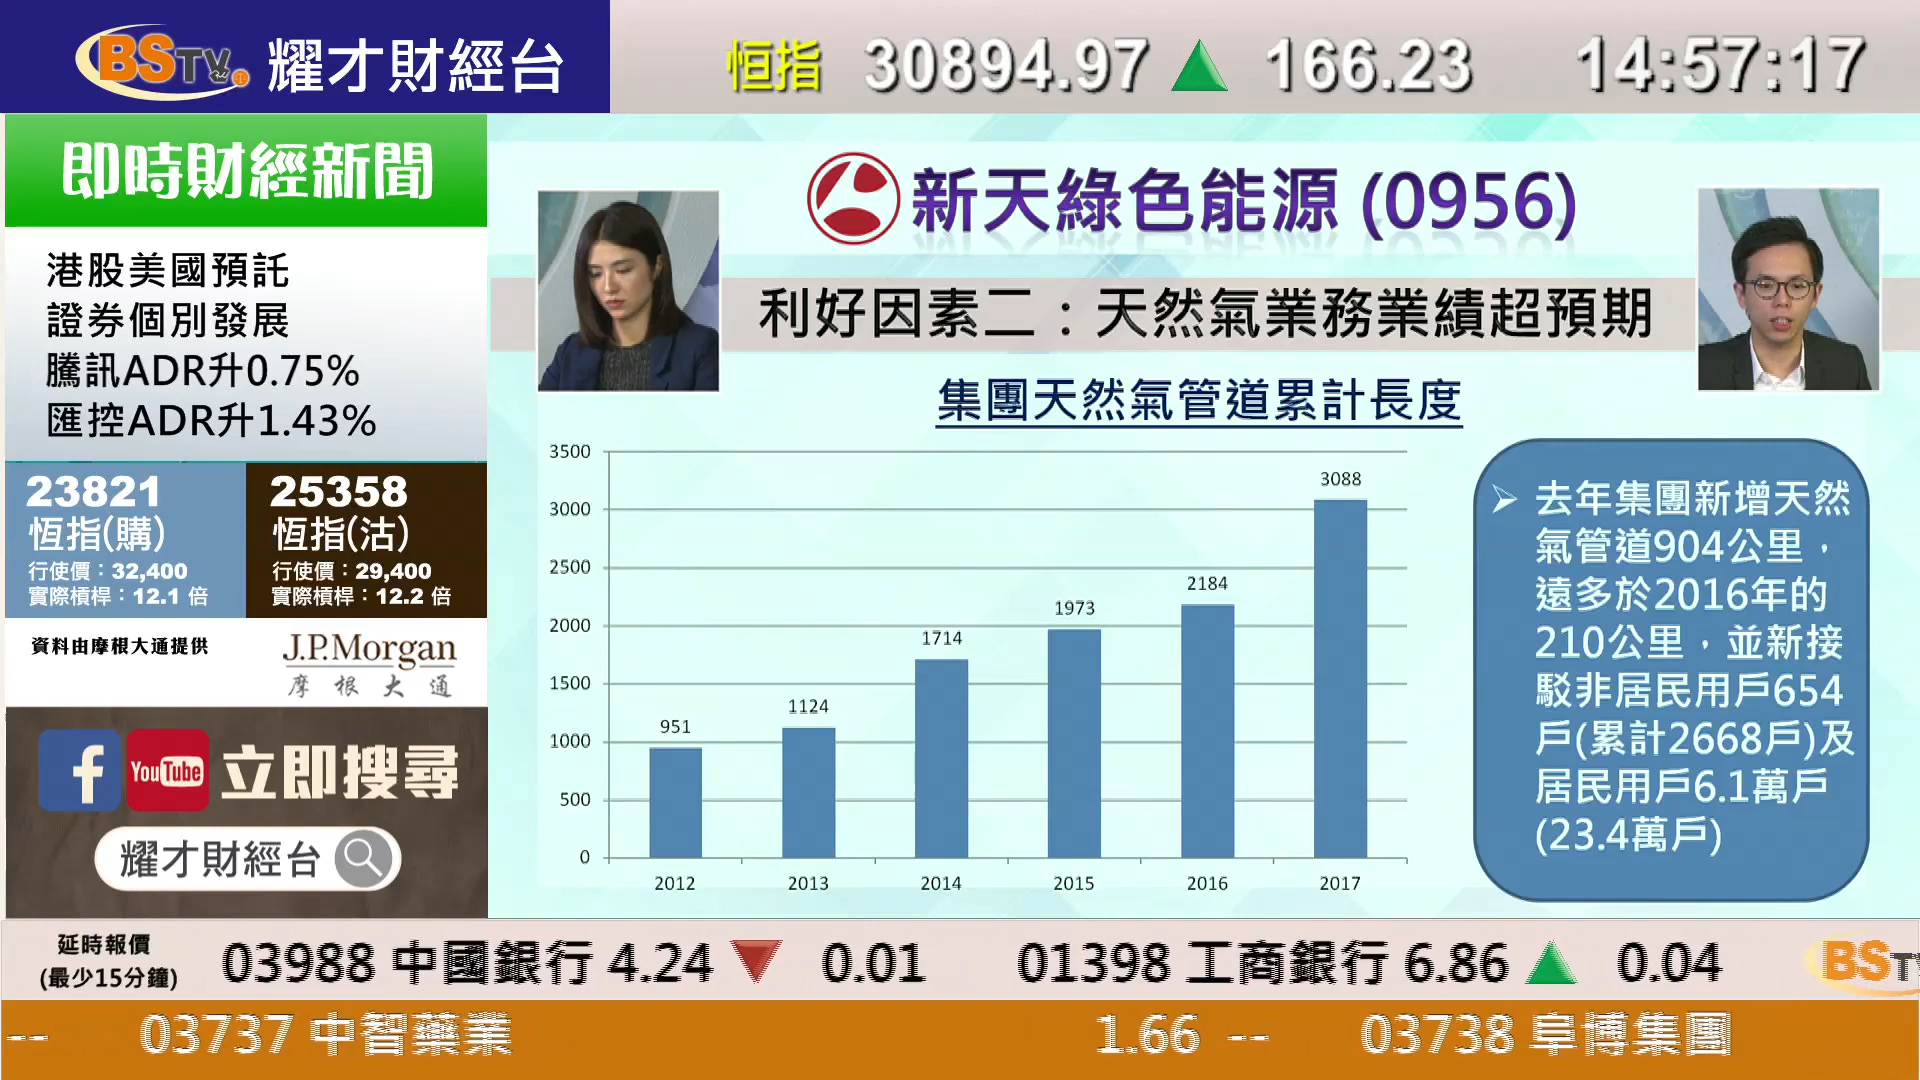 BSTV 耀才財經台
恒指 30894.97 ▲ 166.23 14:57:17
即時財經新聞
港股美國預託
證券個別發展
騰訊ADR升0.75%
匯控ADR升1.43%
23821
恆指(購)
行使價：32,400
實際槓桿：12.1 倍
25358
恆指(沽)
行使價：29,400
實際槓桿：12.2 倍
資料由摩根大通提供
J.P.Morgan
摩根大通
f YouTube 立即搜尋
耀才財經台
新天綠色能源 (0956)
利好因素二：天然氣業務業績超預期
集團天然氣管道累計長度
3500
3000
2500
2000
1500
1000
500
0
951
1124
1714
1973
2184
3088
2012 2013 2014 2015 2016 2017
➢ 去年集團新增天然
氣管道904公里，
遠多於2016年的
210公里，並新接
駁非居民用戶654
戶(累計2668戶)及
居民用戶6.1萬戶
(23.4萬戶)
延時報價
(最少15分鐘)
03988 中國銀行 4.24 ▼ 0.01 01398 工商銀行 6.86 ▲ 0.04 BSTV
-- 03737 中智藥業 1.66 -- 03738 阜博集團